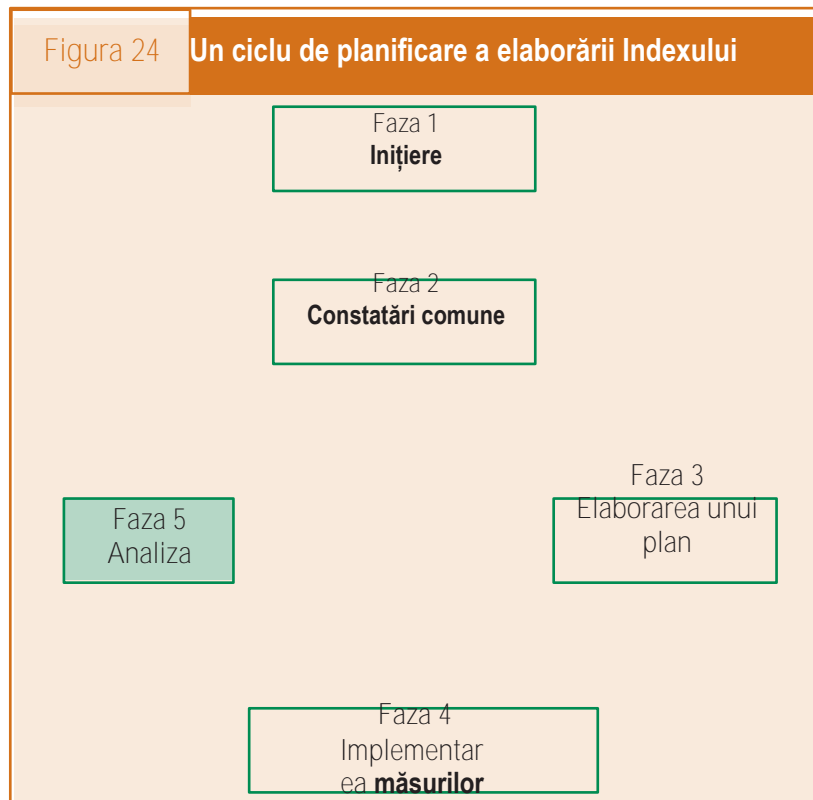 Figura 24 Un ciclu de planificare a elaborării Indexului
Faza 1
Inițiere
Faza 2
Constatări comune
Faza 3
Elaborarea unui
plan
Faza 5
Analiza
Faza 4
Implementar
ea măsurilor